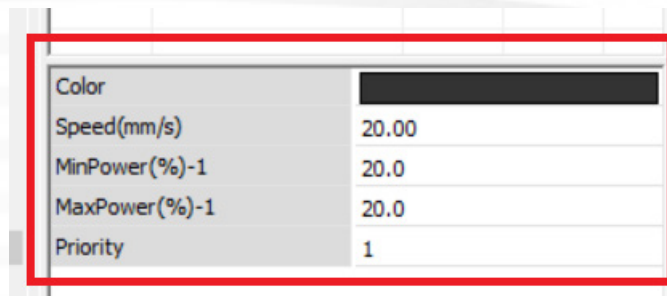 Color
Speed(mm/s) 20.00
MinPower(%)-1 20.0
MaxPower(%)-1 20.0
Priority 1